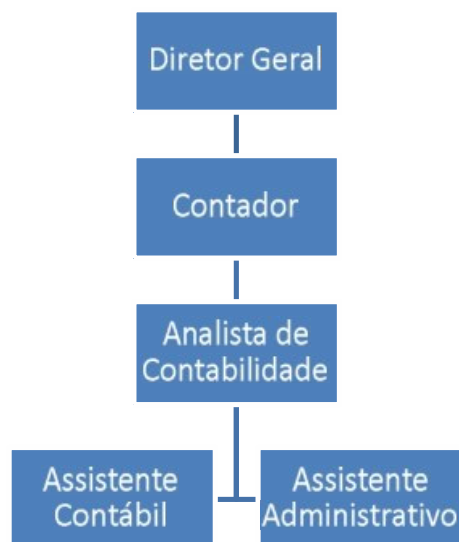 Diretor Geral
Contador
Analista de
Contabilidade
Assistente
Contábil
Assistente
Administrativo